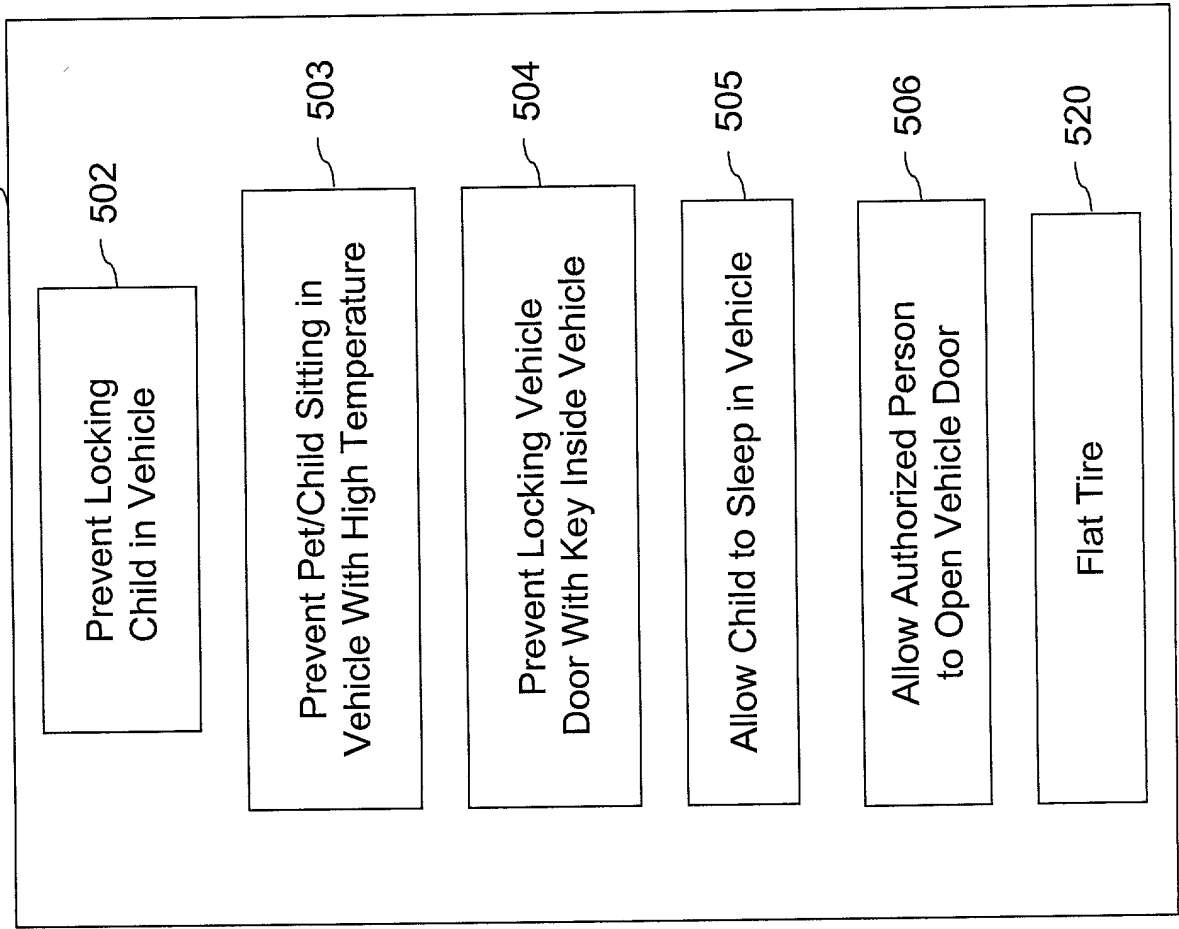 Prevent Locking
Child in Vehicle
502
Prevent Pet/Child Sitting in
Vehicle With High Temperature
503
Prevent Locking Vehicle
Door With Key Inside Vehicle
504
Allow Child to Sleep in Vehicle
505
Allow Authorized Person
to Open Vehicle Door
506
Flat Tire
520